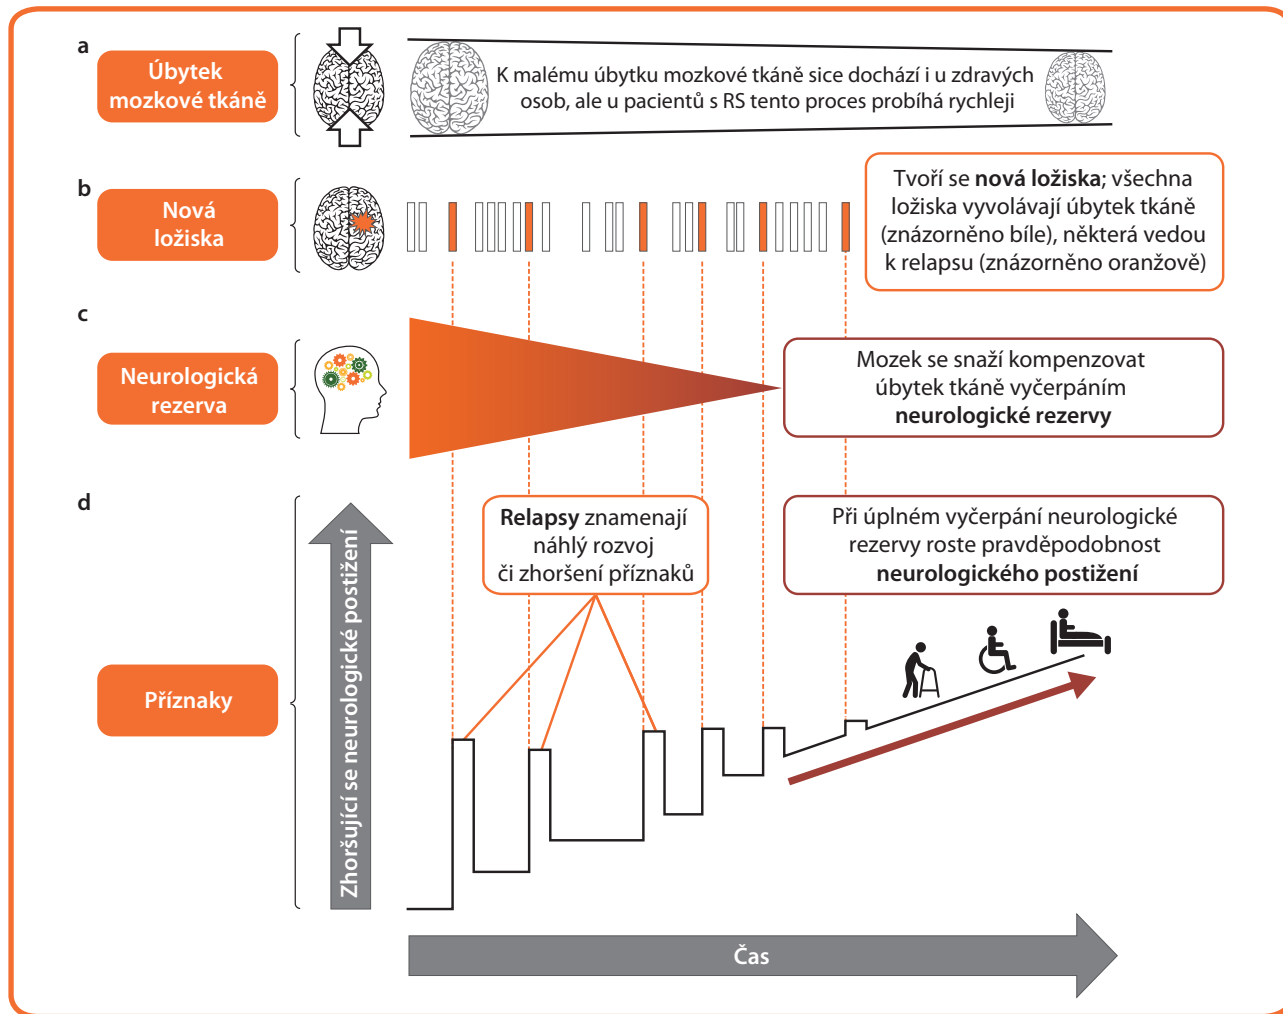 a
Úbytek
mozkové tkáně
K malému úbytku mozkové tkáně sice dochází i u zdravých
osob, ale u pacientů s RS tento proces probíhá rychleji
b
Nová
ložiska
Tvoří se nová ložiska; všechna
ložiska vyvolávají úbytek tkáně
(znázorněno bíle), některá vedou
k relapsu (znázorněno oranžově)
c
Neurologická
rezerva
Mozek se snaží kompenzovat
úbytek tkáně vyčerpáním
neurologické rezervy
d
Příznaky
Zhoršující se neurologické postižení
Relapsy znamenají
náhlý rozvoj
či zhoršení příznaků
Při úplném vyčerpání neurologické
rezervy roste pravděpodobnost
neurologického postižení
Čas